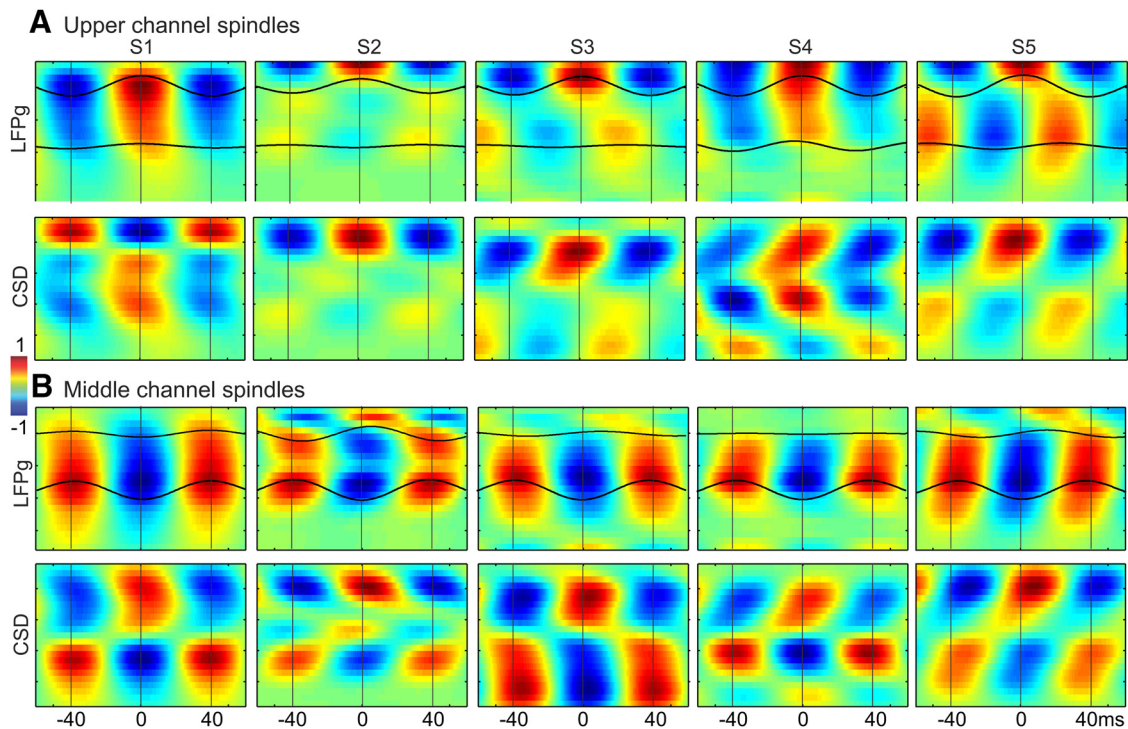 A Upper channel spindles
S1 S2 S3 S4 S5
LFPg
CSD
1
-1
B Middle channel spindles
LFPg
CSD
-40 0 40 -40 0 40 -40 0 40 -40 0 40 -40 0 40ms